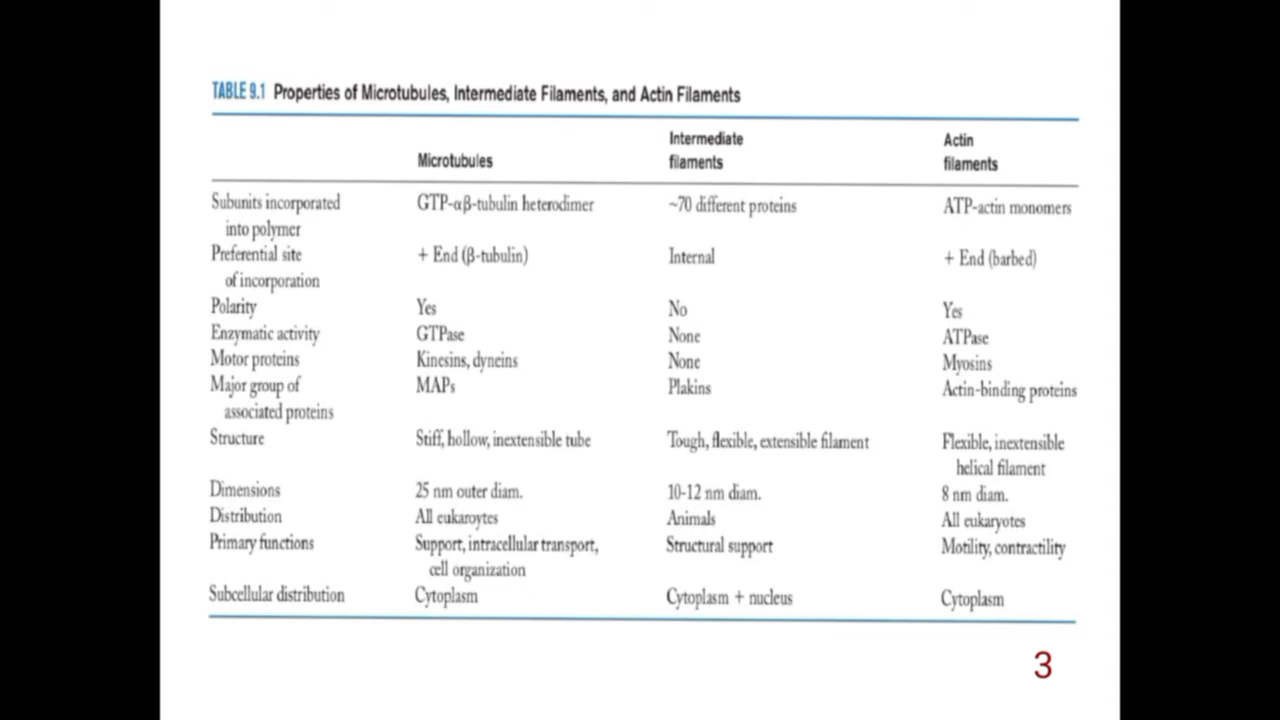 TABLE 9.1 Properties of Microtubules, Intermediate Filaments, and Actin Filaments
Microtubules Intermediate filaments Actin filaments
Subunits incorporated GTP-αβ-tubulin heterodimer ~70 different proteins ATP-actin monomers
into polymer
Preferential site + End (β-tubulin) Internal + End (barbed)
of incorporation
Polarity Yes No Yes
Enzymatic activity GTPase None ATPase
Motor proteins Kinesins, dyneins None Myosins
Major group of MAPs Plakins Actin-binding proteins
associated proteins
Structure Stiff, hollow, inextensible tube Tough, flexible, extensible filament Flexible, inextensible
helical filament
Dimensions 25 nm outer diam. 10-12 nm diam. 8 nm diam.
Distribution All eukaroytes Animals All eukaryotes
Primary functions Support, intracellular transport, Structural support Motility, contractility
cell organization
Subcellular distribution Cytoplasm Cytoplasm + nucleus Cytoplasm
3